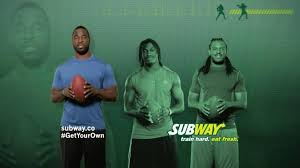 subway.co
#GetYourOwn
SUBWAY
train hard. eat fresh.